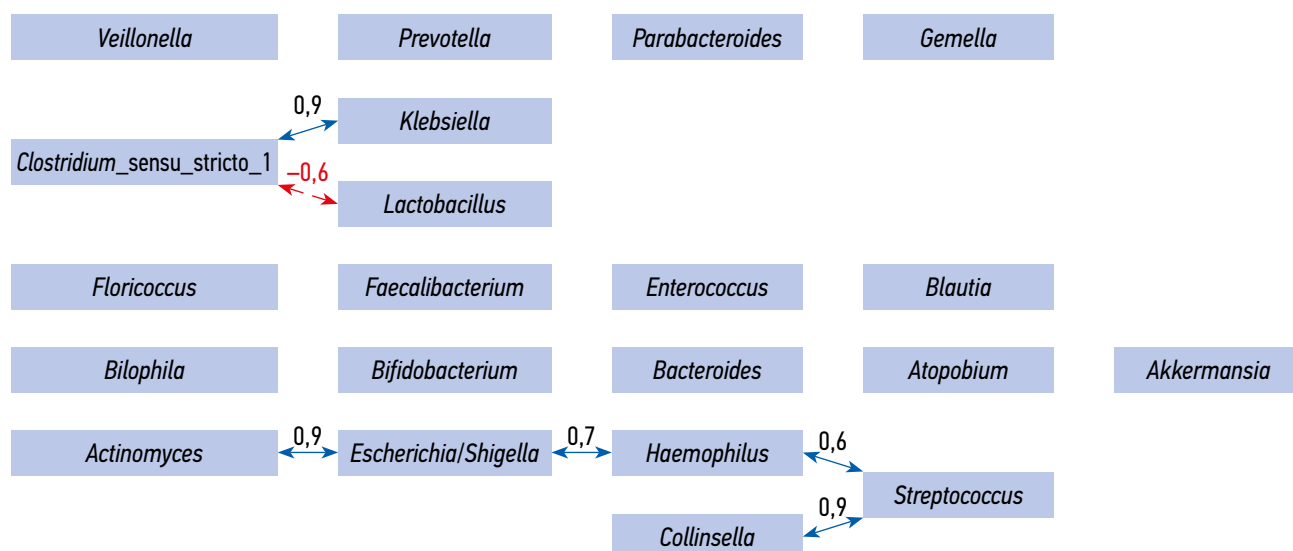 Veillonella Prevotella Parabacteroides Gemella
0,9
Klebsiella
Clostridium_sensu_stricto_1
–0,6
Lactobacillus
Floricoccus Faecalibacterium Enterococcus Blautia
Bilophila Bifidobacterium Bacteroides Atopobium Akkermansia
Actinomyces 0,9 Escherichia/Shigella 0,7 Haemophilus 0,6
Streptococcus
0,9
Collinsella